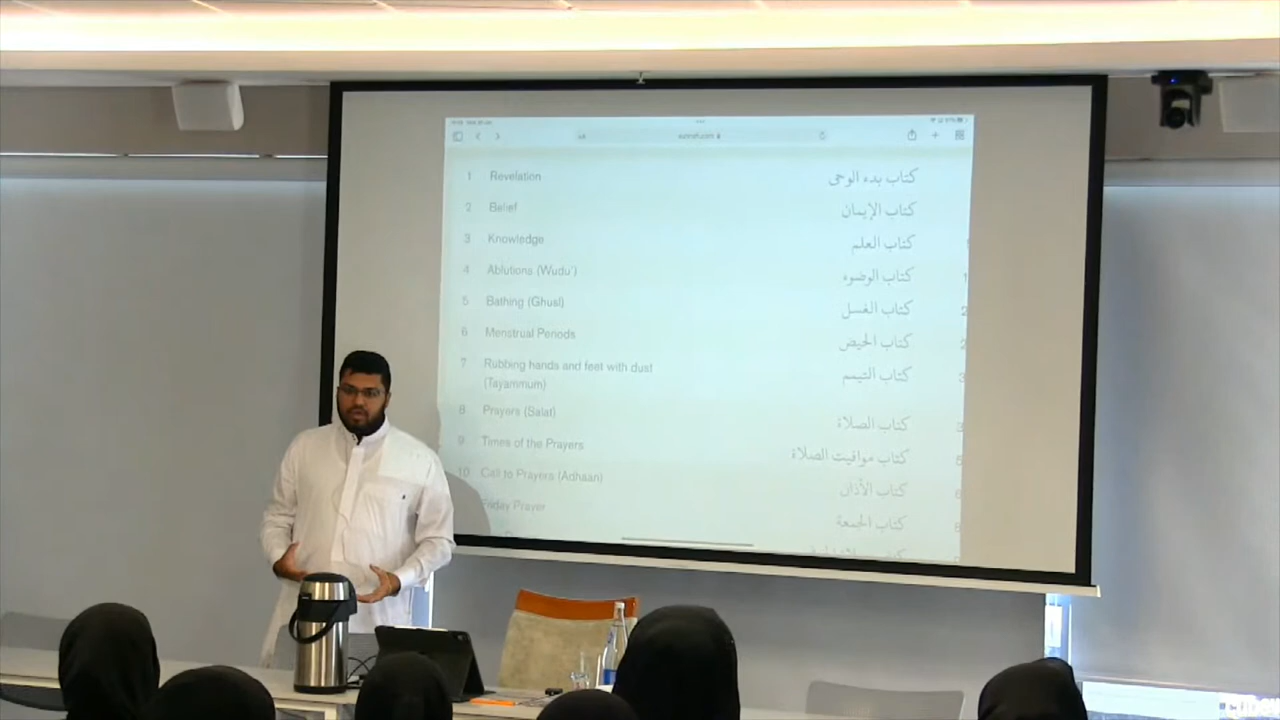 sunnah.com
1 Revelation كتاب بدء الوحى
2 Belief كتاب الإيمان
3 Knowledge كتاب العلم
4 Ablutions (Wudu') كتاب الوضوء
5 Bathing (Ghusl) كتاب الغسل
6 Menstrual Periods كتاب الحيض
7 Rubbing hands and feet with dust كتاب التيمم
(Tayammum)
8 Prayers (Salat) كتاب الصلاة
9 Times of the Prayers كتاب مواقيت الصلاة
10 Call to Prayers (Adhaan) كتاب الأذان
Friday Prayer كتاب الجمعة